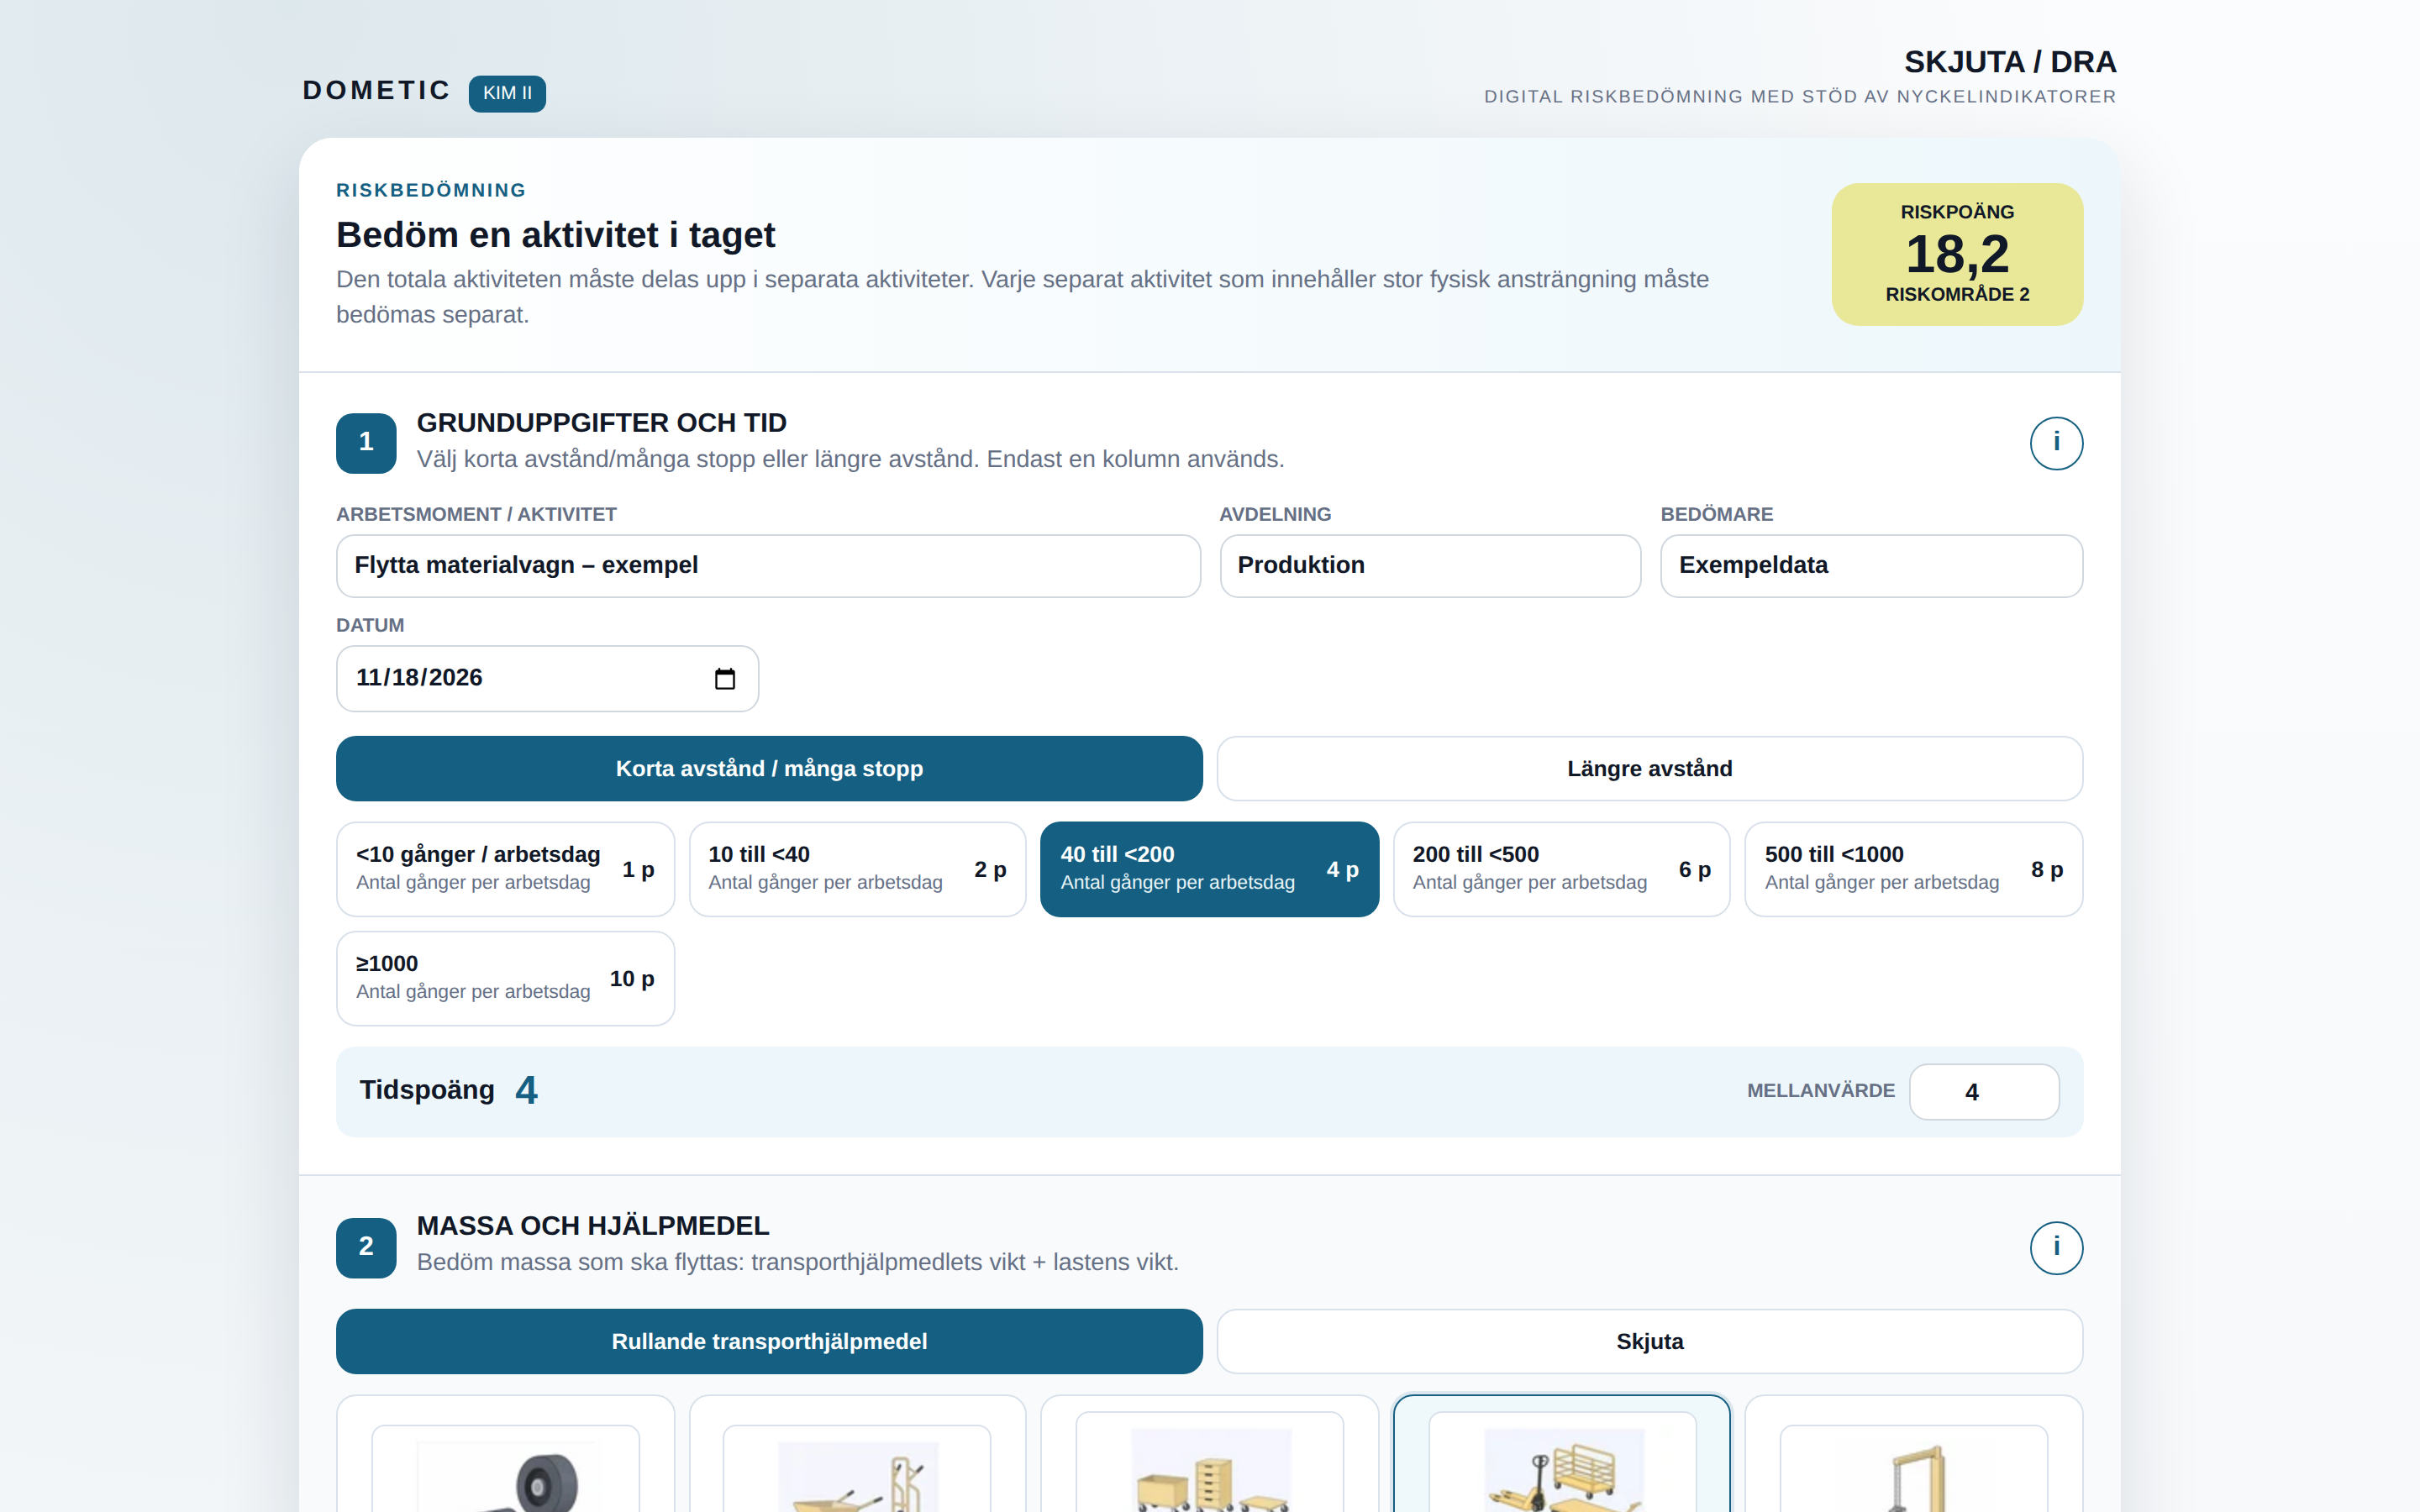 DOMETIC
KIM II
SKJUTA / DRA
DIGITAL RISKBEDÖMNING MED STÖD AV NYCKELINDIKATORER
RISKBEDÖMNING
Bedöm en aktivitet i taget
Den totala aktiviteten måste delas upp i separata aktiviteter. Varje separat aktivitet som innehåller stor fysisk ansträngning måste
bedömas separat.
RISKPOÄNG
18,2
RISKOMRÅDE 2
1
GRUNDUPPGIFTER OCH TID
Välj korta avstånd/många stopp eller längre avstånd. Endast en kolumn används.
i
ARBETSMOMENT / AKTIVITET
Flytta materialvagn – exempel
AVDELNING
Produktion
BEDÖMARE
Exempeldata
DATUM
11/18/2026
Korta avstånd / många stopp
Längre avstånd
<10 gånger / arbetsdag
Antal gånger per arbetsdag
1 p
10 till <40
Antal gånger per arbetsdag
2 p
40 till <200
Antal gånger per arbetsdag
4 p
200 till <500
Antal gånger per arbetsdag
6 p
500 till <1000
Antal gånger per arbetsdag
8 p
≥1000
Antal gånger per arbetsdag
10 p
Tidspoäng 4
MELLANVÄRDE
4
2
MASSA OCH HJÄLPMEDEL
Bedöm massa som ska flyttas: transporthjälpmedlets vikt + lastens vikt.
i
Rullande transporthjälpmedel
Skjuta